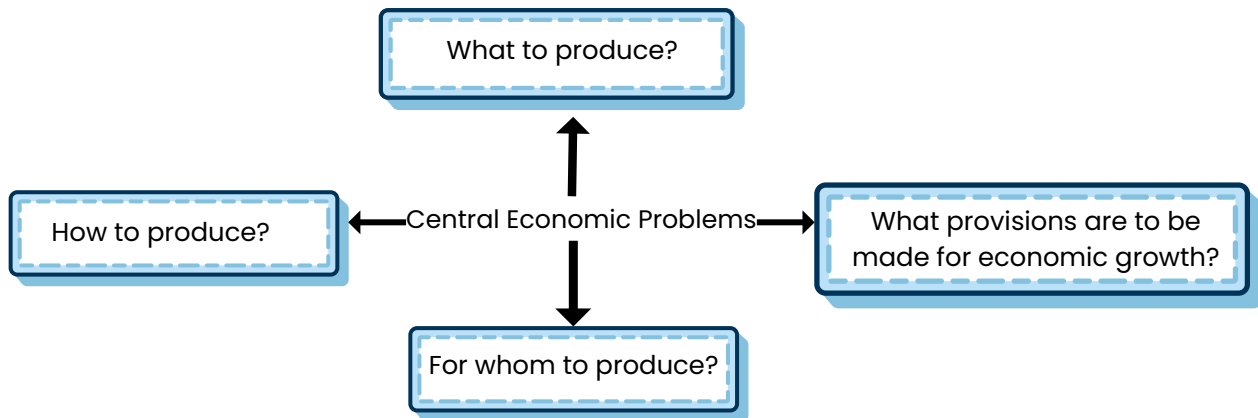 What to produce?
How to produce?
Central Economic Problems
What provisions are to be
made for economic growth?
For whom to produce?